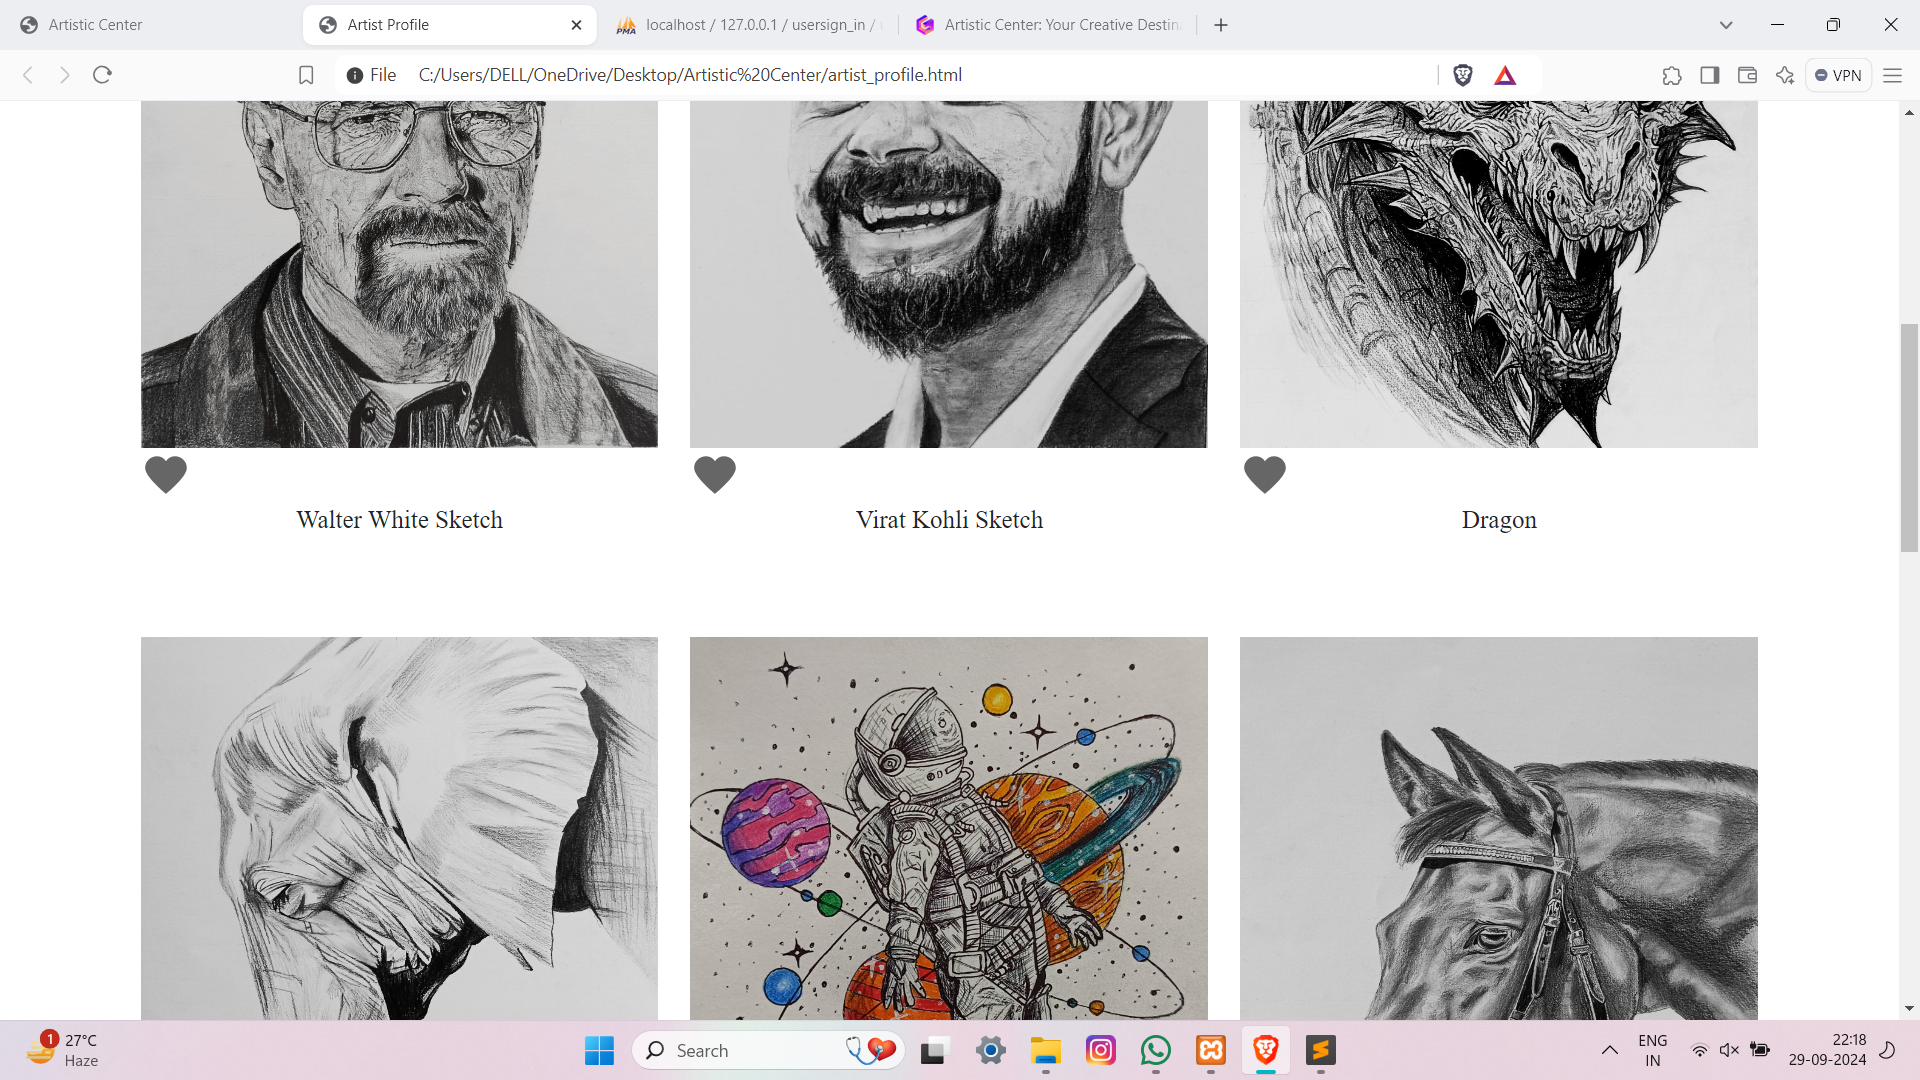 Artistic Center
Artist Profile
localhost / 127.0.0.1 / usersign_in /
Artistic Center: Your Creative Destin
File
C:/Users/DELL/OneDrive/Desktop/Artistic%20Center/artist_profile.html
VPN
Walter White Sketch
Virat Kohli Sketch
Dragon
1
27°C
Haze
Search
ENG
IN
22:18
29-09-2024
PMA